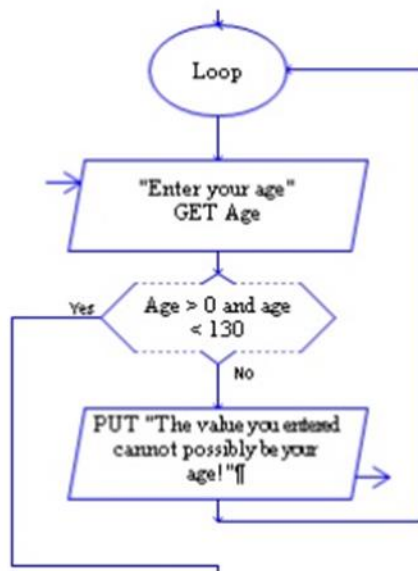 Loop
"Enter your age"
GET Age
Yes
Age > 0 and age
< 130
No
PUT "The value you entered
cannot possibly be your
age!"¶